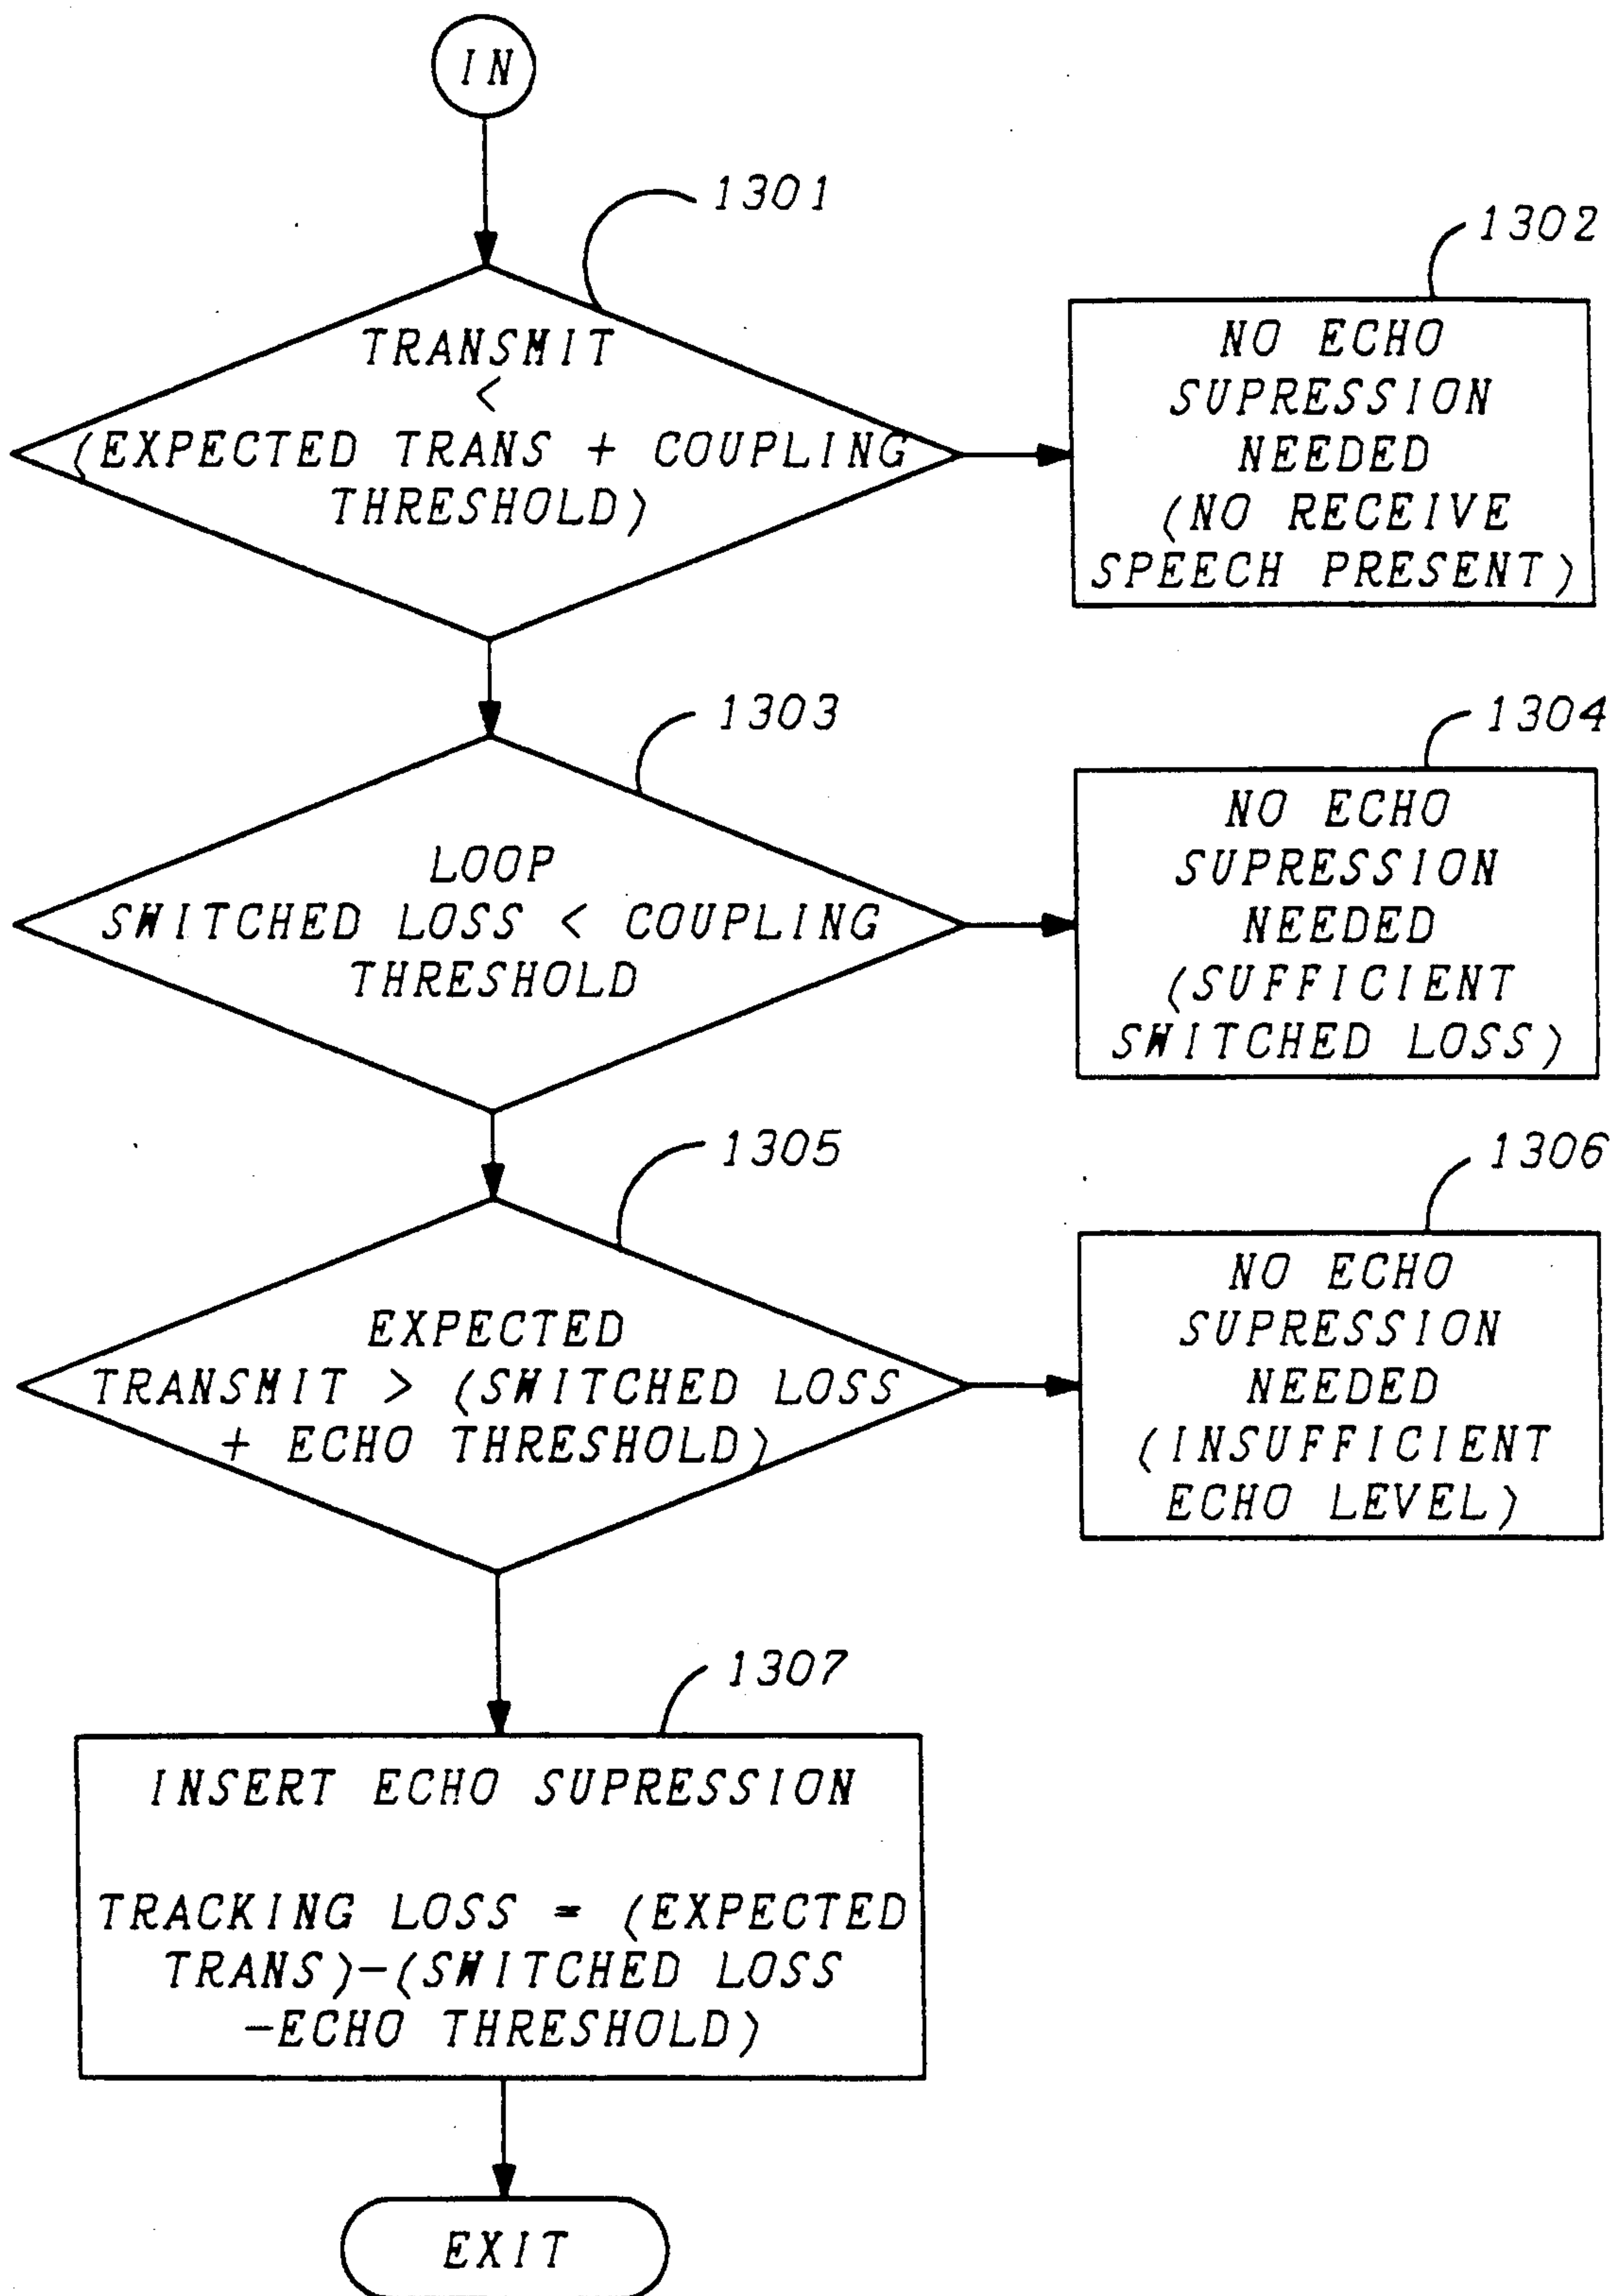 IN
1301
TRANSMIT
<
(EXPECTED TRANS + COUPLING
THRESHOLD)
1302
NO ECHO
SUPRESSION
NEEDED
(NO RECEIVE
SPEECH PRESENT)
1303
LOOP
SWITCHED LOSS < COUPLING
THRESHOLD
1304
NO ECHO
SUPRESSION
NEEDED
(SUFFICIENT
SWITCHED LOSS)
1305
EXPECTED
TRANSMIT > (SWITCHED LOSS
+ ECHO THRESHOLD)
1306
NO ECHO
SUPRESSION
NEEDED
(INSUFFICIENT
ECHO LEVEL)
1307
INSERT ECHO SUPRESSION
TRACKING LOSS = (EXPECTED
TRANS)-(SWITCHED LOSS
-ECHO THRESHOLD)
EXIT